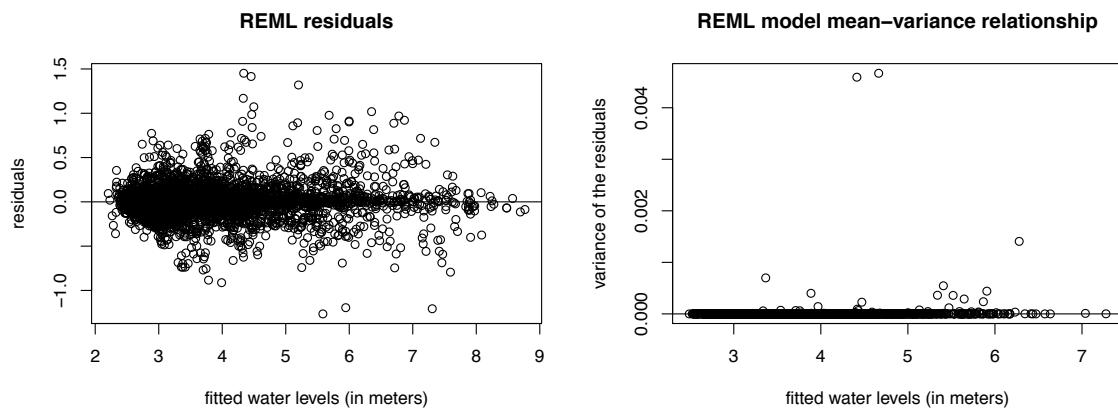 REML residuals
1.5
1.0
0.5
0.0
−1.0
residuals
2 3 4 5 6 7 8 9
fitted water levels (in meters)
REML model mean−variance relationship
0.004
0.002
0.000
variance of the residuals
3 4 5 6 7
fitted water levels (in meters)